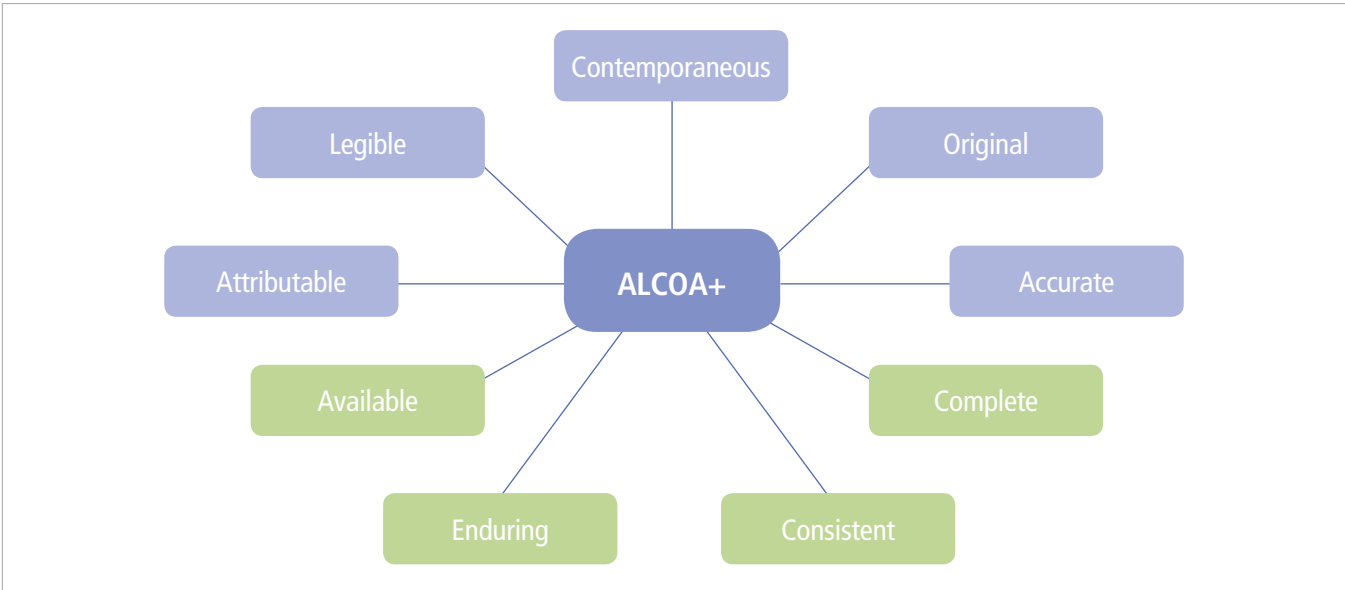 Contemporaneous
Legible
Original
Attributable
ALCOA+
Accurate
Available
Complete
Enduring
Consistent